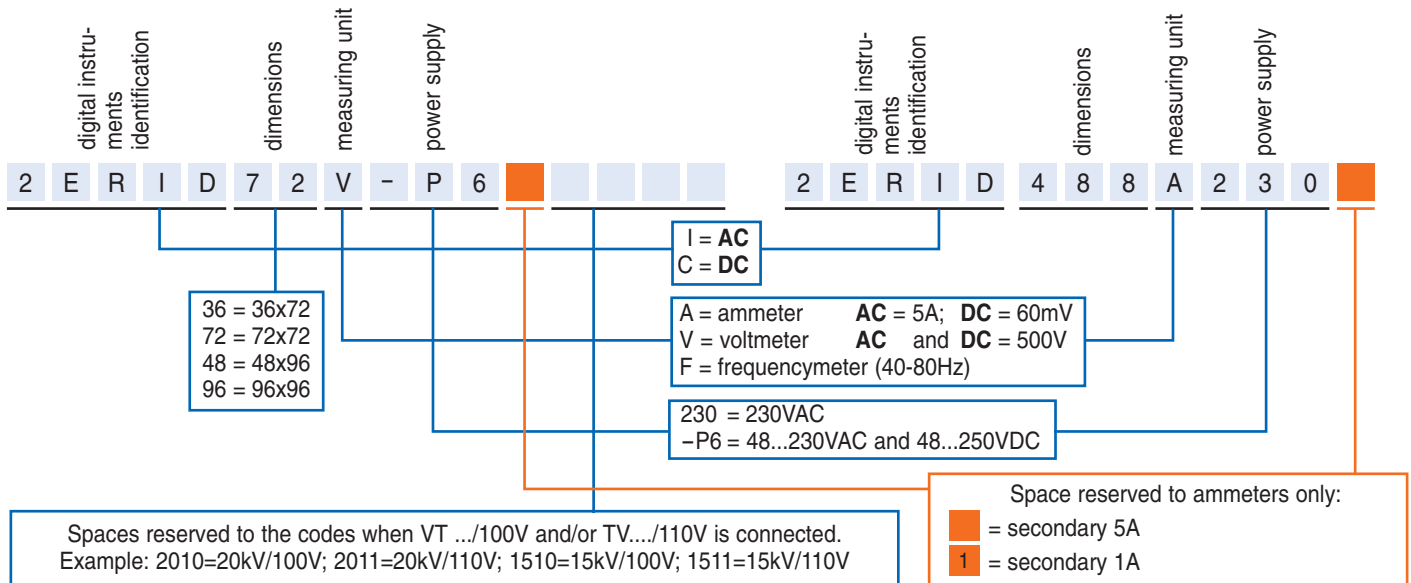 digital instru-
ments
identification
dimensions
measuring unit
power supply
digital instru-
ments
identification
dimensions
measuring unit
power supply
2 E R I D 7 2 V - P 6
2 E R I D 4 8 8 A 2 3 0
I = AC
C = DC
36 = 36x72
72 = 72x72
48 = 48x96
96 = 96x96
A = ammeter AC = 5A; DC = 60mV
V = voltmeter AC and DC = 500V
F = frequencymeter (40-80Hz)
230 = 230VAC
–P6 = 48...230VAC and 48...250VDC
Spaces reserved to the codes when VT .../100V and/or TV..../110V is connected.
Example: 2010=20kV/100V; 2011=20kV/110V; 1510=15kV/100V; 1511=15kV/110V
Space reserved to ammeters only:
= secondary 5A
1 = secondary 1A